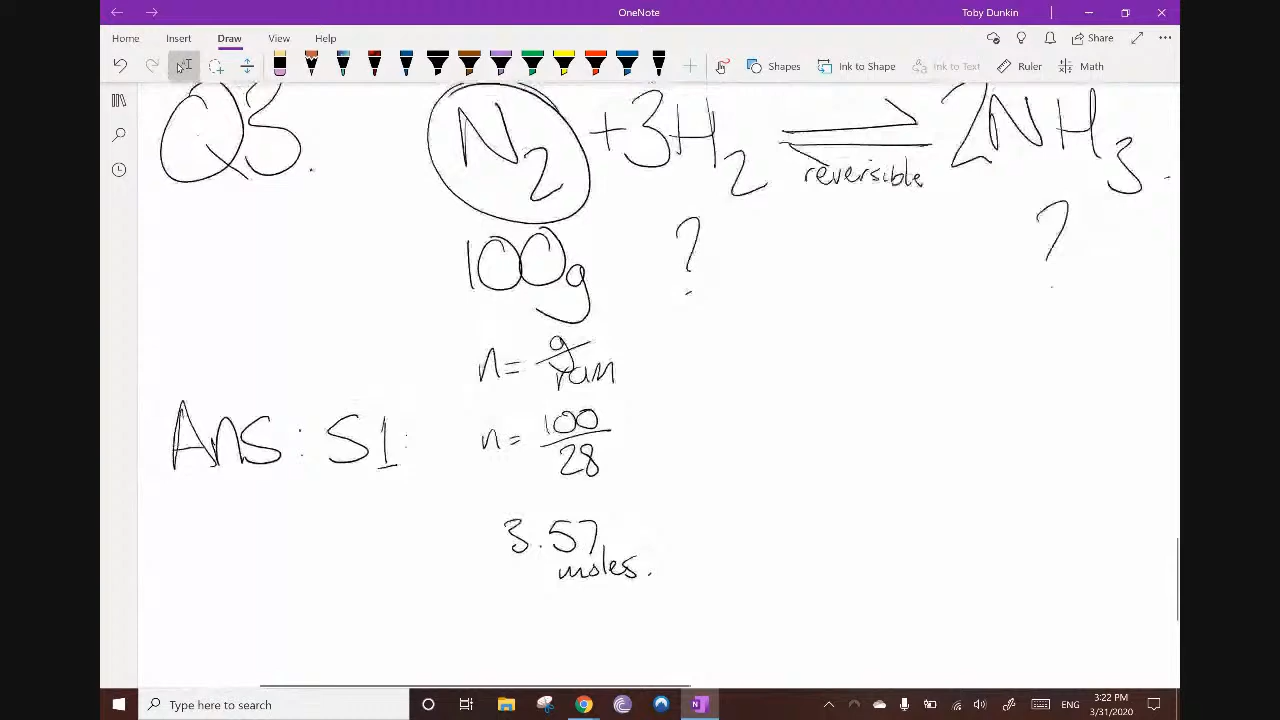 OneNote
Toby Dunkin
Home Insert Draw View Help
Share
Shapes Ink to Shape Ink to Text Ruler Math
Q3. N2 + 3H2 ⇌ 2NH3.
reversible
100g ? ?
n = g/ram
Ans: S1: n = 100/28
3.57
moles.
Type here to search
ENG
3:22 PM
3/31/2020